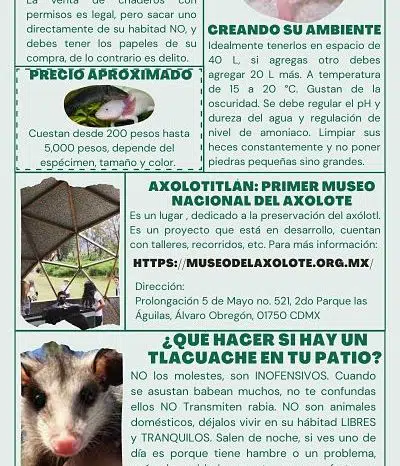 La venta de criaderos con
permisos es legal, pero sacar uno
directamente de su habitad NO, y
debes tener los papeles de su
compra, de lo contrario es delito.
PRECIO APROXIMADO
Cuestan desde 200 pesos hasta
5,000 pesos, depende del
espécimen, tamaño y color.
CREANDO SU AMBIENTE
Idealmente tenerlos en espacio de
40 L, si agregas otro debes
agregar 20 L más. A temperatura
de 15 a 20 °C. Gustan de la
oscuridad. Se debe regular el pH y
dureza del agua y regulación de
nivel de amoniaco. Limpiar sus
heces constantemente y no poner
piedras pequeñas sino grandes.
AXOLOTITLÁN: PRIMER MUSEO
NACIONAL DEL AXOLOTE
Es un lugar , dedicado a la preservación del axólotl.
Es un proyecto que está en desarrollo, cuentan
con talleres, recorridos, etc. Para más información:
HTTPS://MUSEODELAXOLOTE.ORG.MX/
Dirección:
Prolongación 5 de Mayo no. 521, 2do Parque las
Águilas, Álvaro Obregón, 01750 CDMX
¿QUE HACER SI HAY UN
TLACUACHE EN TU PATIO?
NO los molestes, son INOFENSIVOS. Cuando
se asustan babean muchos, no te confundas
ellos NO Transmiten rabia. NO son animales
domésticos, déjalos vivir en su hábitad LIBRES
y TRANQUILOS. Salen de noche, si ves uno de
día es porque tiene hambre o un problema,